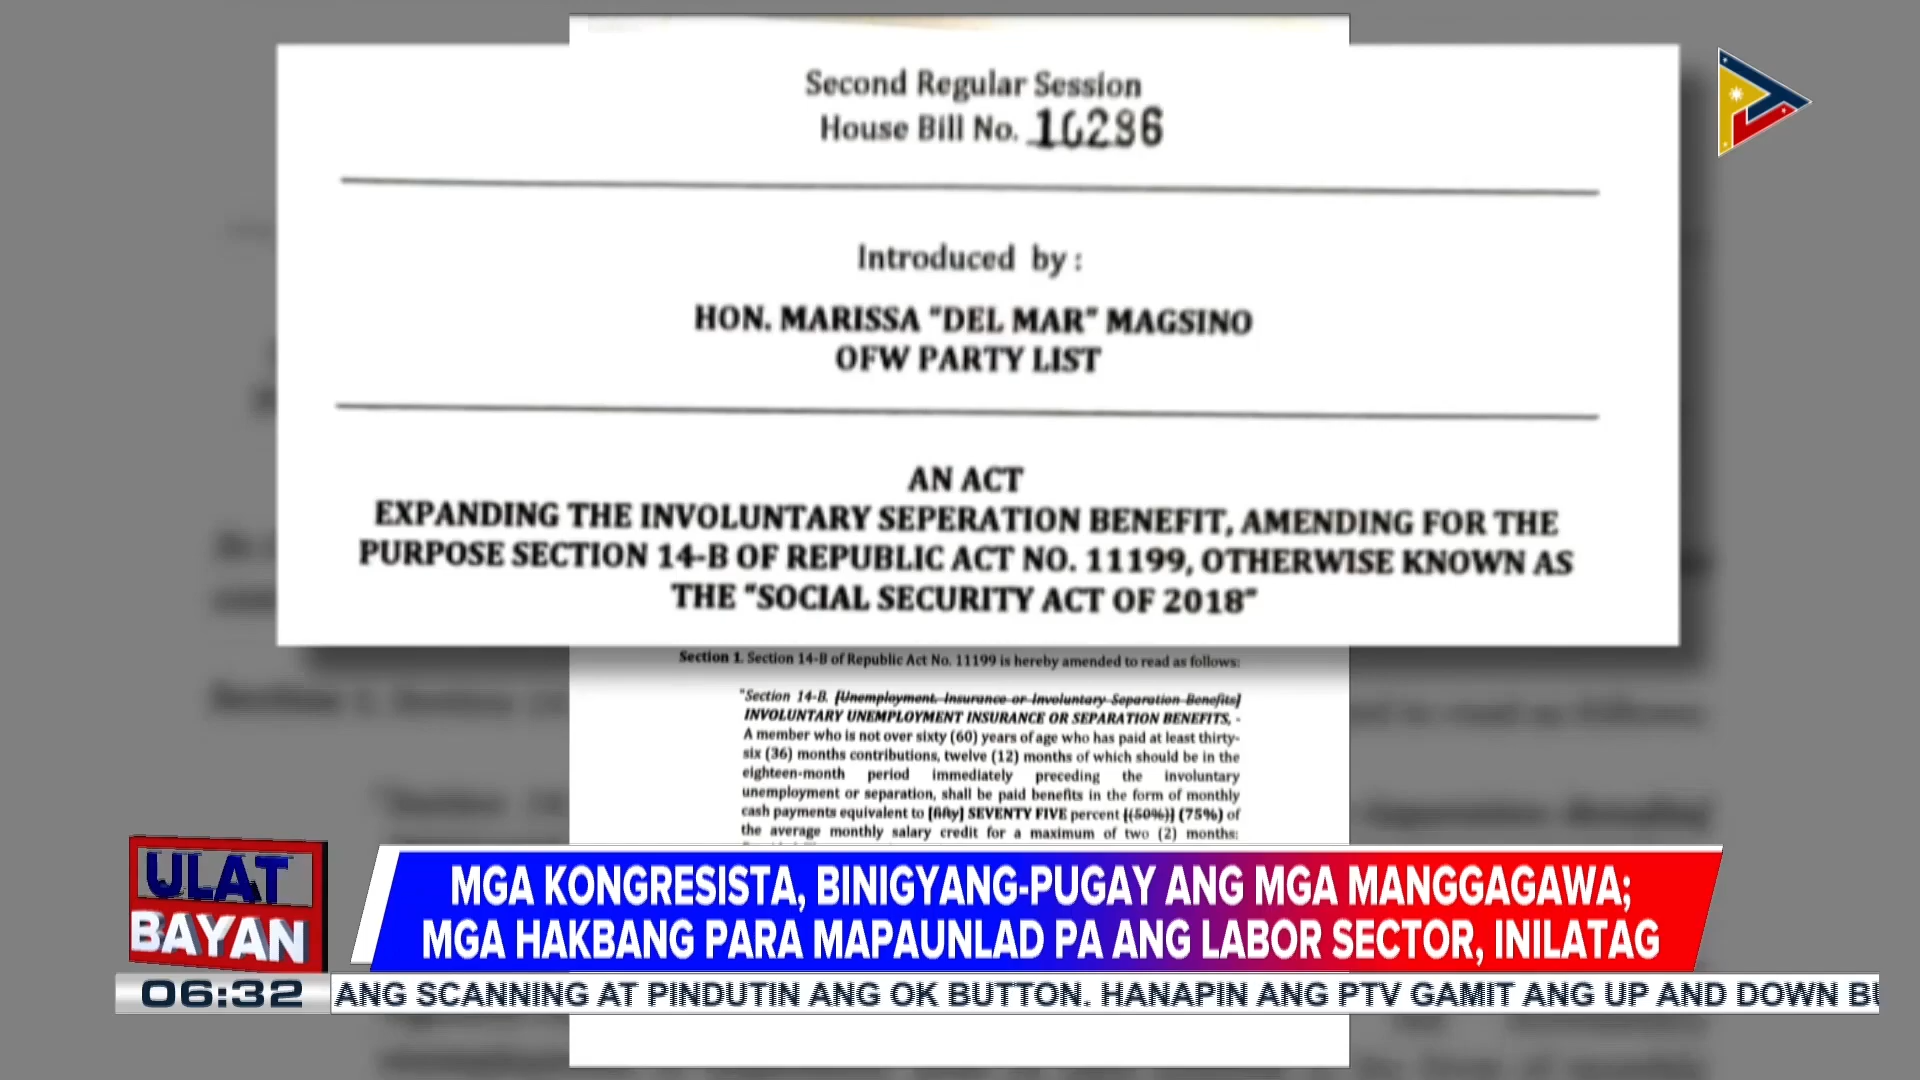 Second Regular Session
House Bill No. 10286
Introduced by :
HON. MARISSA "DEL MAR" MAGSINO
OFW PARTY LIST
AN ACT
EXPANDING THE INVOLUNTARY SEPERATION BENEFIT, AMENDING FOR THE
PURPOSE SECTION 14-B OF REPUBLIC ACT NO. 11199, OTHERWISE KNOWN AS
THE "SOCIAL SECURITY ACT OF 2018"
Section 1. Section 14-B of Republic Act No. 11199 is hereby amended to read as follows:
"Section 14-B. [Unemployment. Insurance or Involuntary Separation Benefits]
INVOLUNTARY UNEMPLOYMENT INSURANCE OR SEPARATION BENEFITS, -
A member who is not over sixty (60) years of age who has paid at least thirty-
six (36) months contributions, twelve (12) months of which should be in the
eighteen-month period immediately preceding the involuntary
unemployment or separation, shall be paid benefits in the form of monthly
cash payments equivalent to [fifty] SEVENTY FIVE percent [(50%)] (75%) of
the average monthly salary credit for a maximum of two (2) months:
ULAT
BAYAN
MGA KONGRESISTA, BINIGYANG-PUGAY ANG MGA MANGGAGAWA;
MGA HAKBANG PARA MAPAUNLAD PA ANG LABOR SECTOR, INILATAG
06:32
ANG SCANNING AT PINDUTIN ANG OK BUTTON. HANAPIN ANG PTV GAMIT ANG UP AND DOWN